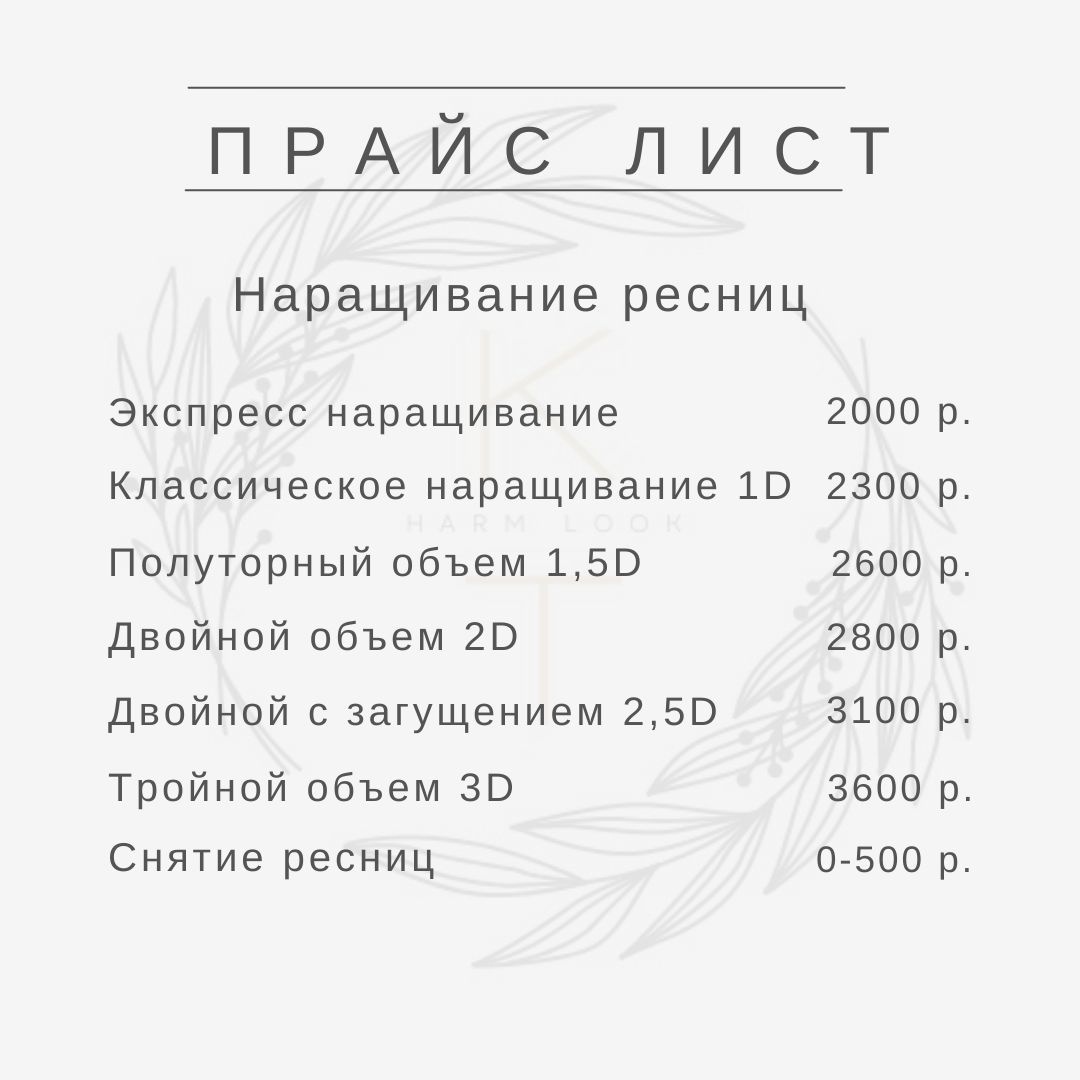 ПРАЙС ЛИСТ
Наращивание ресниц
Экспресс наращивание 2000 р.
Классическое наращивание 1D 2300 р.
HARM LOOK
Полуторный объем 1,5D 2600 р.
Двойной объем 2D 2800 р.
Двойной с загущением 2,5D 3100 р.
Тройной объем 3D 3600 р.
Снятие ресниц 0-500 р.